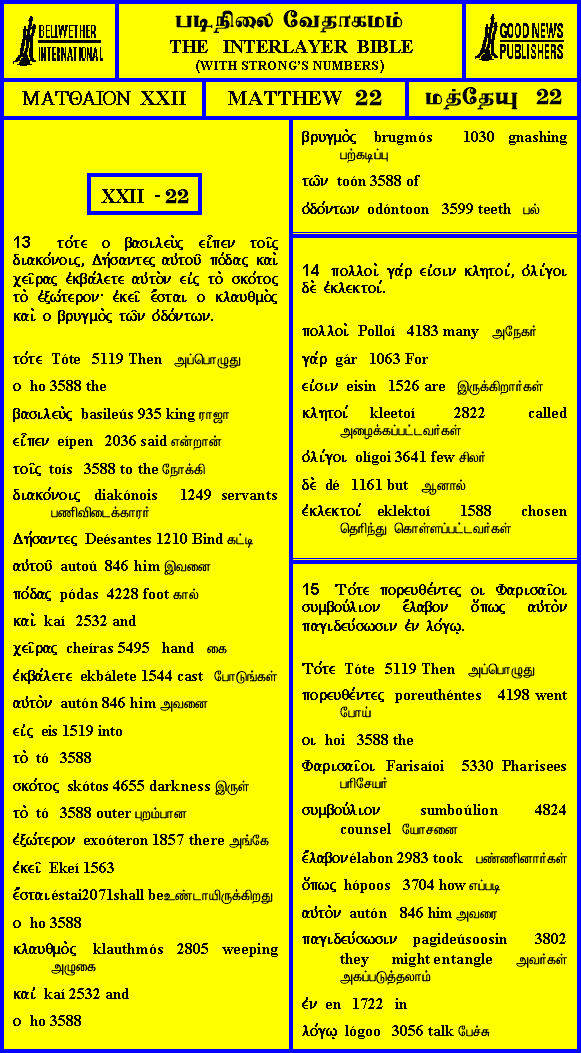 BELLWETHER
INTERNATIONAL
படிநிலை வேதாகமம்
THE INTERLAYER BIBLE
(WITH STRONG'S NUMBERS)
GOOD NEWS
PUBLISHERS
ΜΑΤΘΑΙΟΝ XXII
MATTHEW 22
மத்தேயு 22
XXII - 22
13 τότε ο βασιλεὺς εἶπεν τοῖς
διακόνοις, Δήσαντες αὐτοῦ πόδας καὶ
χεῖρας ἐκβάλετε αὐτὸν εἰς τὸ σκότος
τὸ ἐξώτερον· ἐκεῖ ἔσται ο κλαυθμὸς
καὶ ο βρυγμὸς τῶν ὀδόντων.
τότε Tóte 5119 Then அப்பொழுது
ο ho 3588 the
βασιλεὺς basileús 935 king ராஜா
εἶπεν eípen 2036 said என்றான்
τοῖς toís 3588 to the நோக்கி
διακόνοις diakónois 1249 servants
பணிவிடைக்காரர்
Δήσαντες Deésantes 1210 Bind கட்டி
αὐτοῦ autoú 846 him இவனை
πόδας pódas 4228 foot கால்
καὶ kaí 2532 and
χεῖρας cheíras 5495 hand கை
ἐκβάλετε ekbálete 1544 cast போடுங்கள்
αὐτὸν autón 846 him அவனை
εἰς eis 1519 into
τὸ tó 3588
σκότος skótos 4655 darkness இருள்
τὸ tó 3588 outer புறம்பான
ἐξώτερον exoóteron 1857 there அங்கே
ἐκεῖ Ekeí 1563
ἔσται éstai2071shall beஉண்டாயிருக்கிறது
ο ho 3588
κλαυθμὸς klauthmós 2805 weeping
அழுகை
καὶ kaí 2532 and
ο ho 3588
βρυγμὸς brugmós 1030 gnashing
பற்கடிப்பு
τῶν toón 3588 of
ὀδόντων odóntoon 3599 teeth பல்
14 πολλοὶ γάρ εἰσιν κλητοί, ὀλίγοι
δὲ ἐκλεκτοί.
πολλοὶ Polloí 4183 many அநேகர்
γάρ gár 1063 For
εἰσιν eisin 1526 are இருக்கிறார்கள்
κλητοί kleetoí 2822 called
அழைக்கப்பட்டவர்கள்
ὀλίγοι olígoi 3641 few சிலர்
δὲ dé 1161 but ஆனால்
ἐκλεκτοί eklektoí 1588 chosen
தெரிந்து கொள்ளப்பட்டவர்கள்
15 Τότε πορευθέντες οι Φαρισαῖοι
συμβούλιον ἔλαβον ὅπως αὐτὸν
παγιδεύσωσιν ἐν λόγῳ.
Τότε Tóte 5119 Then அப்பொழுது
πορευθέντες poreuthéntes 4198 went
போய்
οι hoi 3588 the
Φαρισαῖοι Farisaíoi 5330 Pharisees
பரிசேயர்
συμβούλιον sumboúlion 4824
counsel யோசனை
ἔλαβονélabon 2983 took பண்ணினார்கள்
ὅπως hópoos 3704 how எப்படி
αὐτὸν autón 846 him அவரை
παγιδεύσωσιν pagideúsoosin 3802
they might entangle அவர்கள்
அகப்படுத்தலாம்
ἐν en 1722 in
λόγῳ lógoo 3056 talk பேச்சு